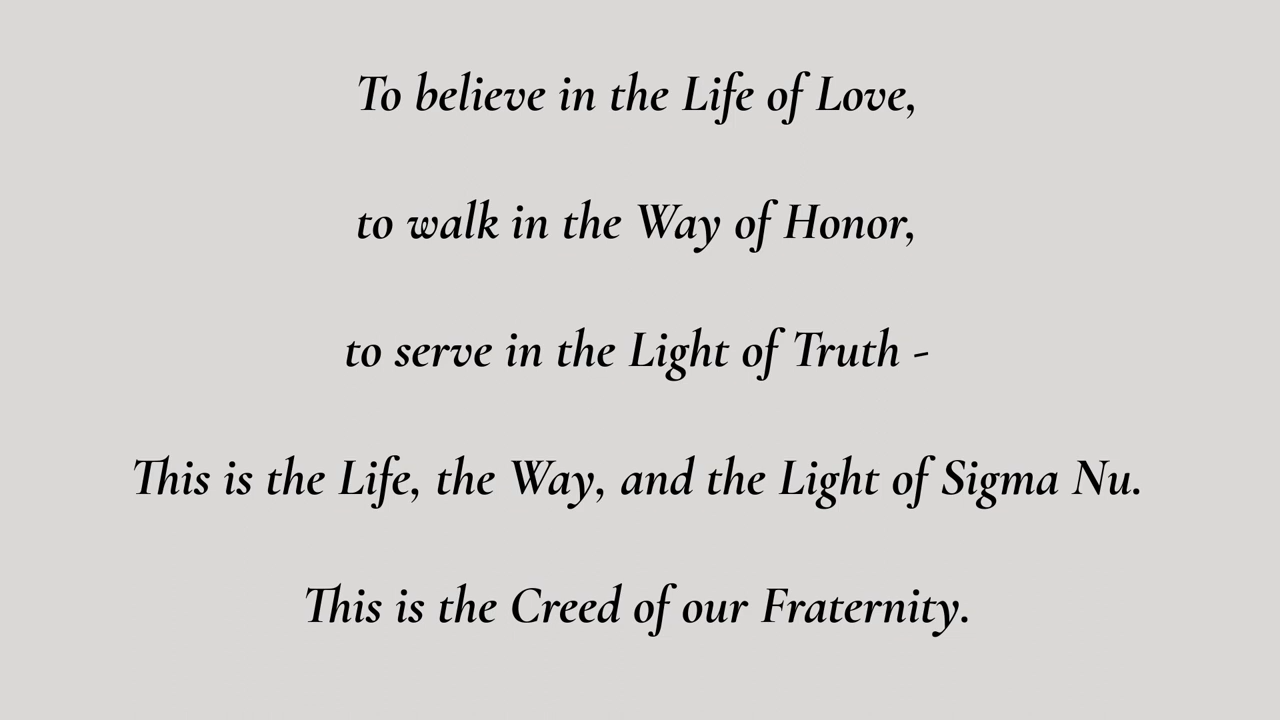 To believe in the Life of Love,
to walk in the Way of Honor,
to serve in the Light of Truth -
This is the Life, the Way, and the Light of Sigma Nu.
This is the Creed of our Fraternity.